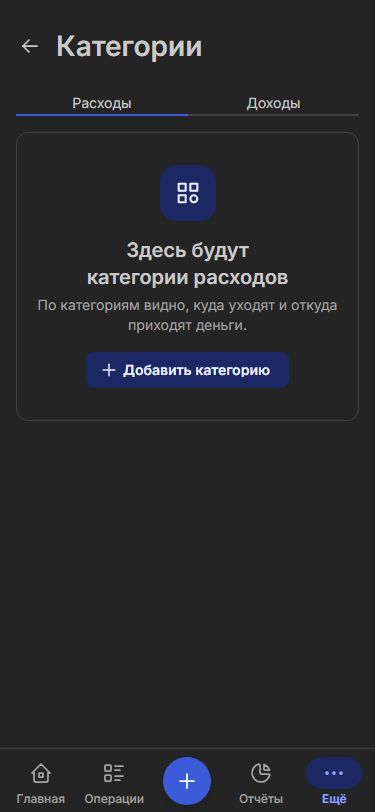 Категории
Расходы
Доходы
Здесь будут
категории расходов
По категориям видно, куда уходят и откуда
приходят деньги.
Добавить категорию
Главная
Операции
Отчёты
Ещё